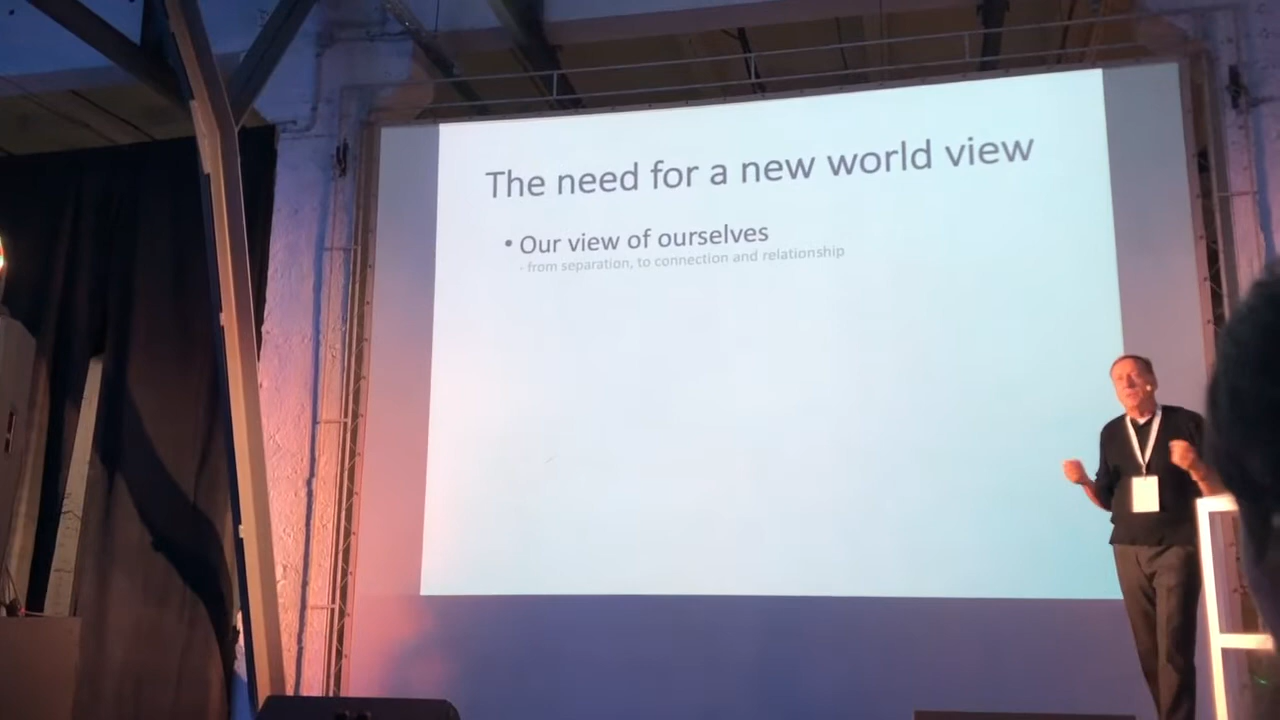 The need for a new world view
• Our view of ourselves
- from separation, to connection and relationship